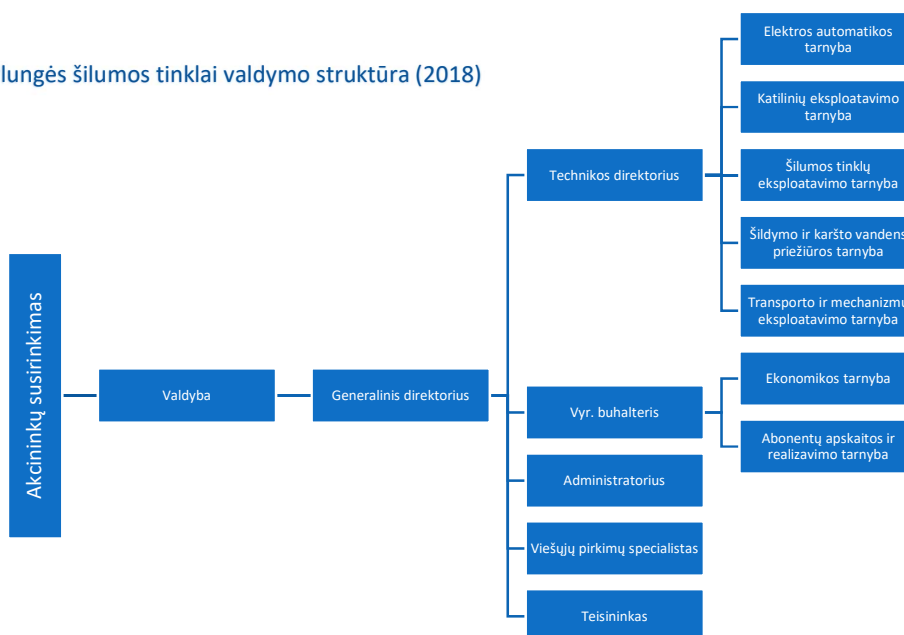 lungės šilumos tinklai valdymo struktūra (2018)
Akcininkų susirinkimas
Valdyba
Generalinis direktorius
Technikos direktorius
Elektros automatikos
tarnyba
Katilinių eksploatavimo
tarnyba
Šilumos tinklų
eksploatavimo tarnyba
Šildymo ir karšto vandens
priežiūros tarnyba
Transporto ir mechanizmų
eksploatavimo tarnyba
Vyr. buhalteris
Ekonomikos tarnyba
Abonentų apskaitos ir
realizavimo tarnyba
Administratorius
Viešųjų pirkimų specialistas
Teisininkas